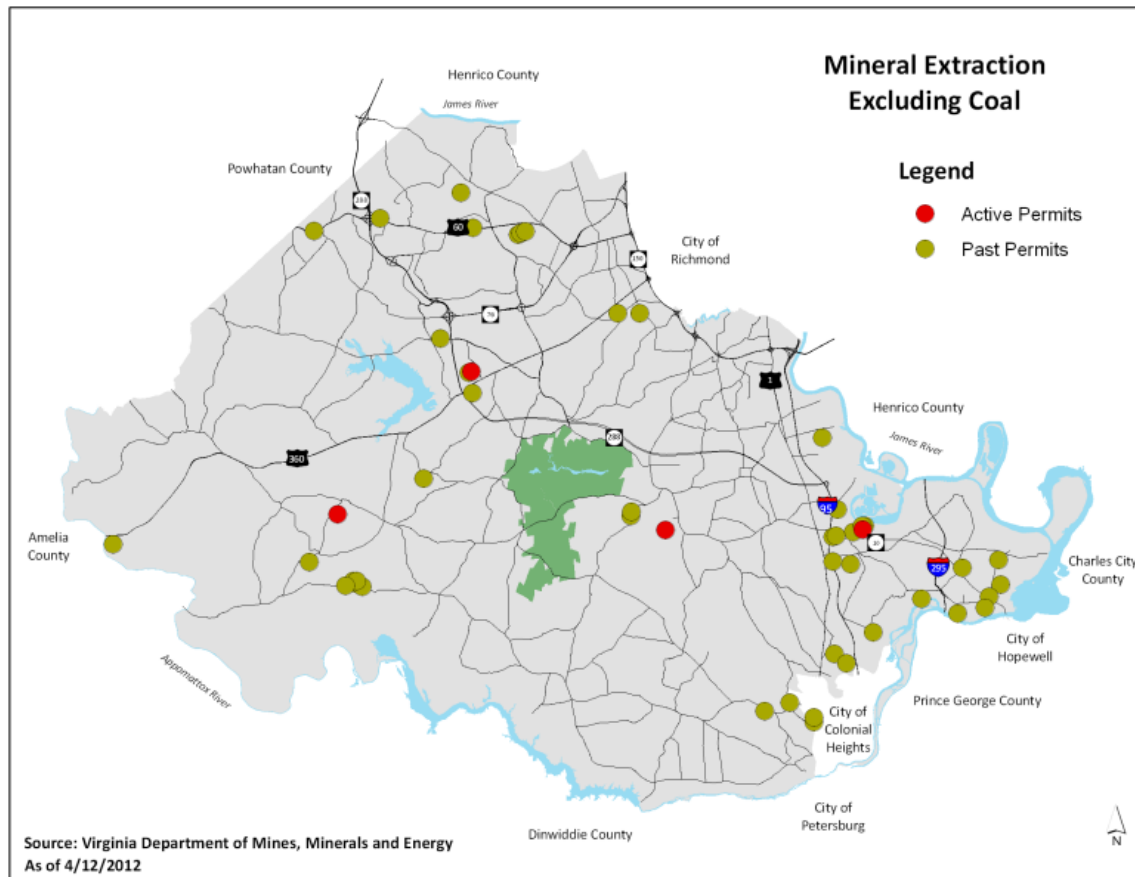 Mineral Extraction
Excluding Coal
Henrico County
James River
Powhatan County
Legend
Active Permits
Past Permits
288
60
City of
Richmond
150
76
1
Henrico County
James River
288
360
95
10
295
Amelia
County
Charles City
County
City of
Hopewell
Appomattox River
Prince George County
City of
Colonial
Heights
City of
Petersburg
Dinwiddie County
N
Source: Virginia Department of Mines, Minerals and Energy
As of 4/12/2012